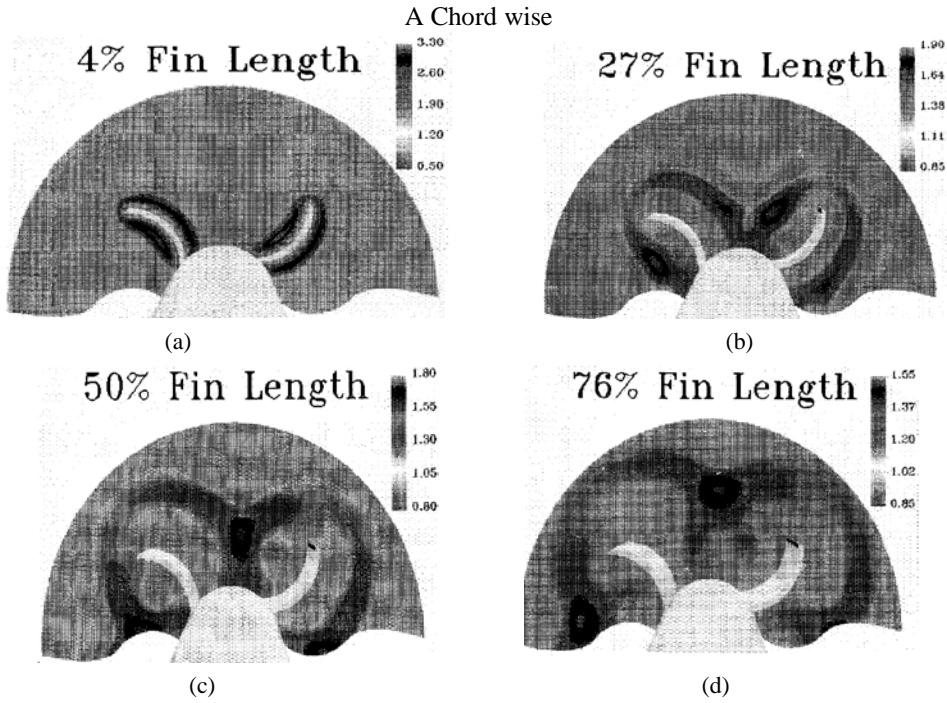 A Chord wise
4% Fin Length
3.30
2.60
1.90
1.20
0.50
27% Fin Length
1.90
1.64
1.38
1.11
0.85
(a)
(b)
50% Fin Length
1.80
1.55
1.30
1.05
0.80
76% Fin Length
1.55
1.37
1.20
1.02
0.85
(c)
(d)